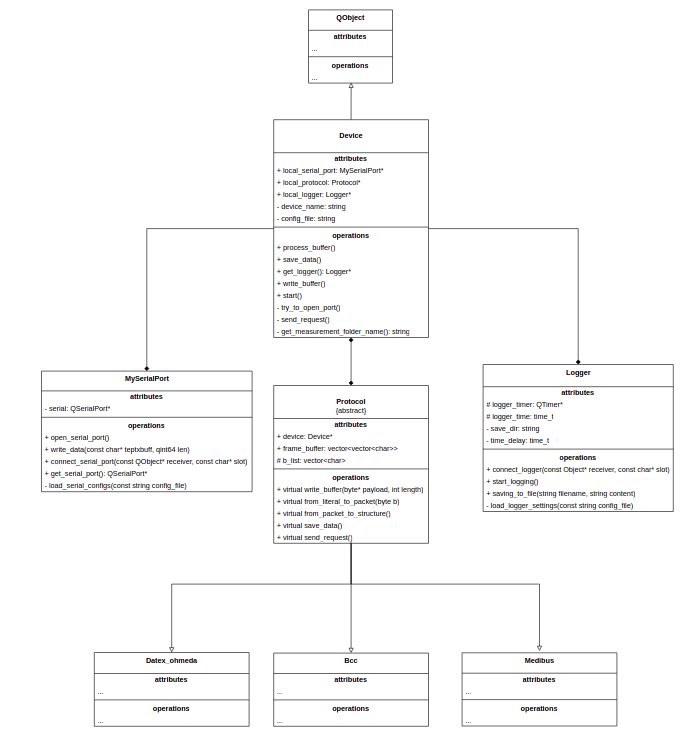 QObject
attributes
...
operations
...
Device
attributes
+ local_serial_port: MySerialPort*
+ local_protocol: Protocol*
+ local_logger: Logger*
- device_name: string
- config_file: string
operations
+ process_buffer()
+ save_data()
+ get_logger(): Logger*
+ write_buffer()
+ start()
- try_to_open_port()
- send_request()
- get_measurement_folder_name(): string
MySerialPort
attributes
- serial: QSerialPort*
operations
+ open_serial_port()
+ write_data(const char* teptxbuff, qint64 len)
+ connect_serial_port(const QObject* receiver, const char* slot)
+ get_serial_port(): QSerialPort*
- load_serial_configs(const string config_file)
Protocol
{abstract}
attributes
+ device: Device*
+ frame_buffer: vector<vector<char>>
# b_list: vector<char>
operations
+ virtual write_buffer(byte* payload, int length)
+ virtual from_literal_to_packet(byte b)
+ virtual from_packet_to_structure()
+ virtual save_data()
+ virtual send_request()
Logger
attributes
# logger_timer: QTimer*
# logger_time: time_t
- save_dir: string
- time_delay: time_t
operations
+ connect_logger(const Object* receiver, const char* slot)
+ start_logging()
+ saving_to_file(string filename, string content)
- load_logger_settings(const string config_file)
Datex_ohmeda
attributes
...
operations
...
Bcc
attributes
...
operations
...
Medibus
attributes
...
operations
...